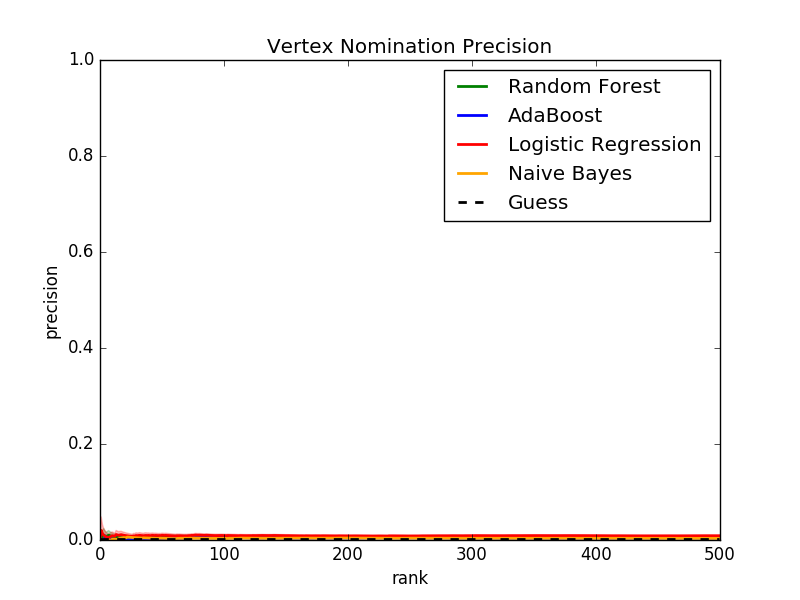 Vertex Nomination Precision
1.0
0.8
0.6
0.4
0.2
0.0
precision
Random Forest
AdaBoost
Logistic Regression
Naive Bayes
Guess
0 100 200 300 400 500
rank